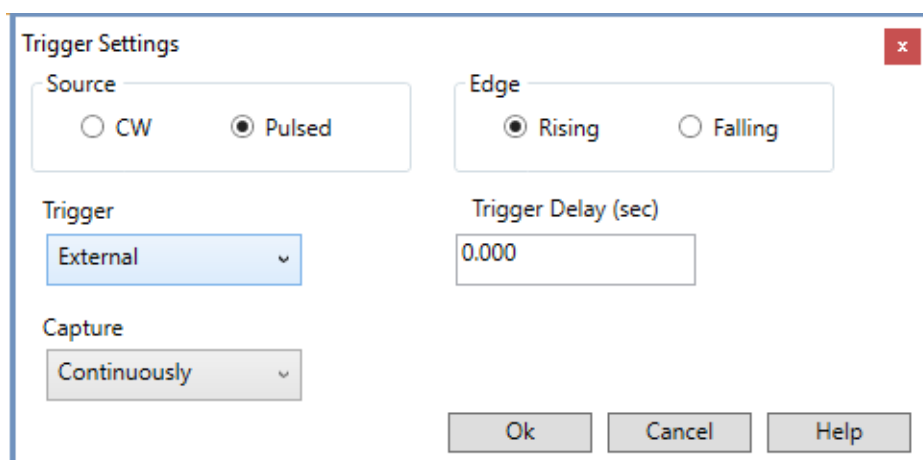 Trigger Settings
x
Source
Edge
CW
Pulsed
Rising
Falling
Trigger
Trigger Delay (sec)
External
0.000
Capture
Continuously
Ok
Cancel
Help